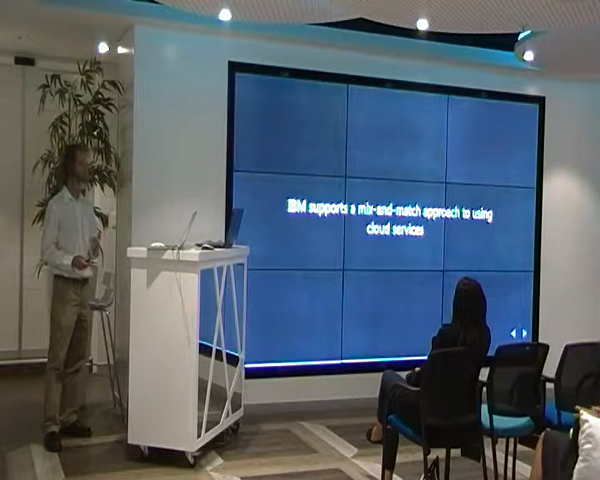 IBM supports a mix-and-match approach to using
cloud services